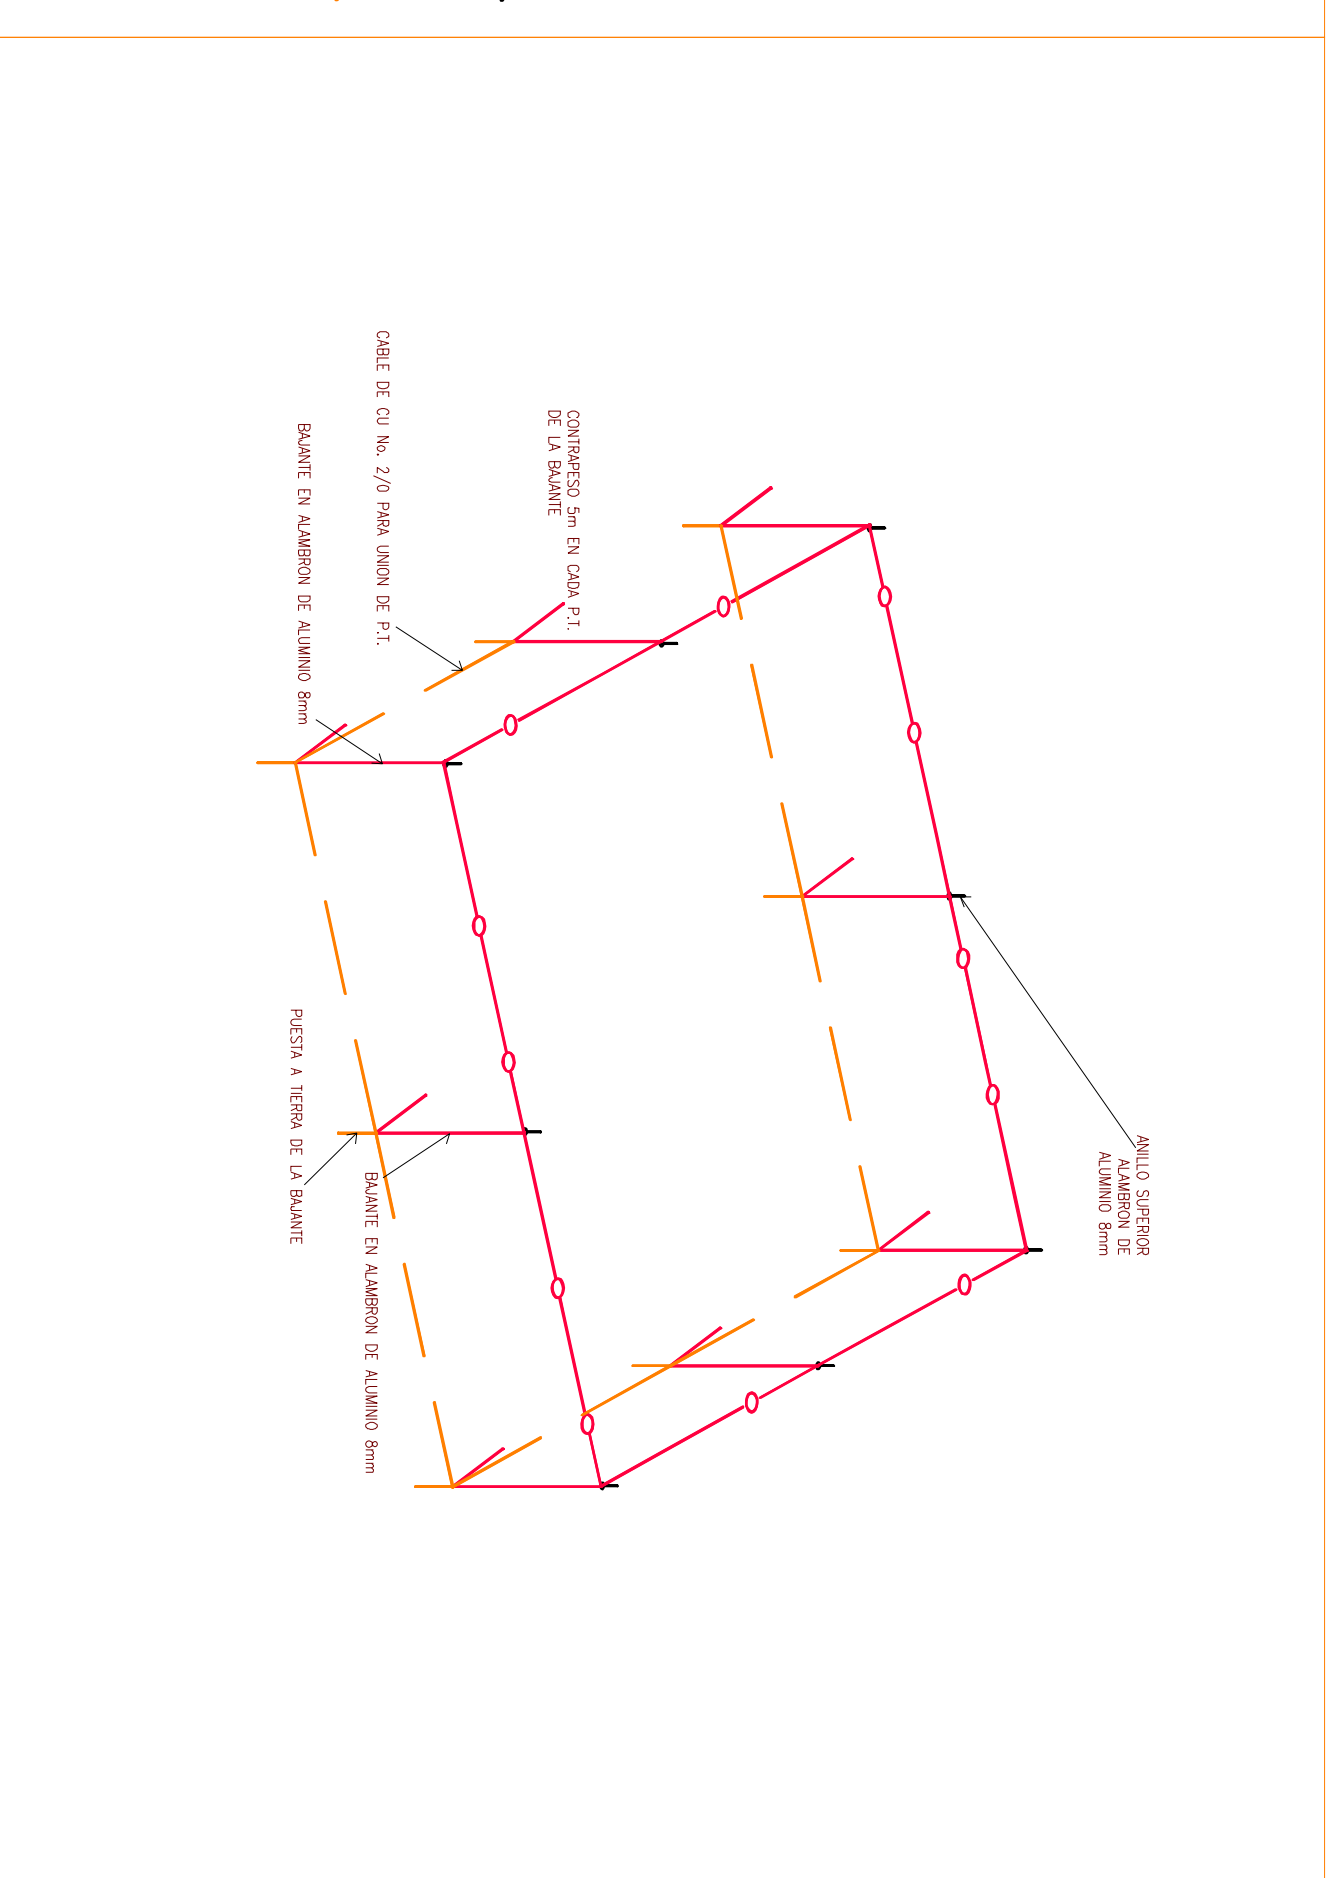 ANILLO SUPERIOR
ALAMBRON DE
ALUMINIO 8mm
CONTRAPESO 5m EN CADA P.T.
DE LA BAJANTE
CABLE DE CU No. 2/0 PARA UNION DE P.T.
BAJANTE EN ALAMBRON DE ALUMINIO 8mm
BAJANTE EN ALAMBRON DE ALUMINIO 8mm
PUESTA A TIERRA DE LA BAJANTE